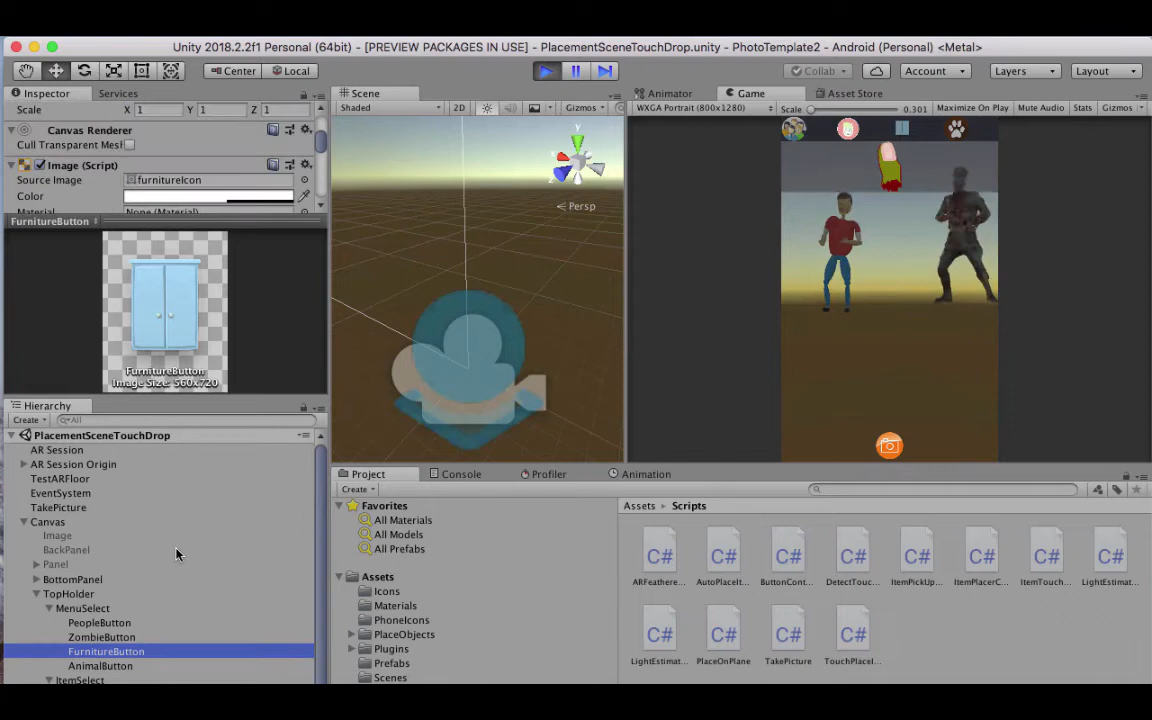 Unity 2018.2.2f1 Personal (64bit) - [PREVIEW PACKAGES IN USE] - PlacementSceneTouchDrop.unity - PhotoTemplate2 - Android (Personal) <Metal>
Center Local Collab Account Layers Layout
Inspector Services
Scale X 1 Y 1 Z 1
Canvas Renderer
Cull Transparent Mesh
Image (Script)
Source Image furnitureIcon
Color
Material None (Material)
FurnitureButton
FurnitureButton
Image Size: 560x720
Hierarchy
Create All
PlacementSceneTouchDrop
AR Session
AR Session Origin
TestARFloor
EventSystem
TakePicture
Canvas
Image
BackPanel
Panel
BottomPanel
TopHolder
MenuSelect
PeopleButton
ZombieButton
FurnitureButton
AnimalButton
ItemSelect
Scene
Shaded 2D Gizmos
y
Persp
Animator Game Asset Store
WXGA Portrait (800x1280) Scale 0.301 Maximize On Play Mute Audio Stats Gizmos
Project Console Profiler Animation
Create
Favorites
All Materials
All Models
All Prefabs
Assets
Icons
Materials
PhoneIcons
PlaceObjects
Plugins
Prefabs
Scenes
Assets Scripts
C# C# C# C# C# C# C# C#
ARFeathere... AutoPlaceIt... ButtonCont... DetectTouc... ItemPickUp... ItemPlacerC... ItemTouch... LightEstimat...
C# C# C# C#
LightEstimat... PlaceOnPlane TakePicture TouchPlaceI...